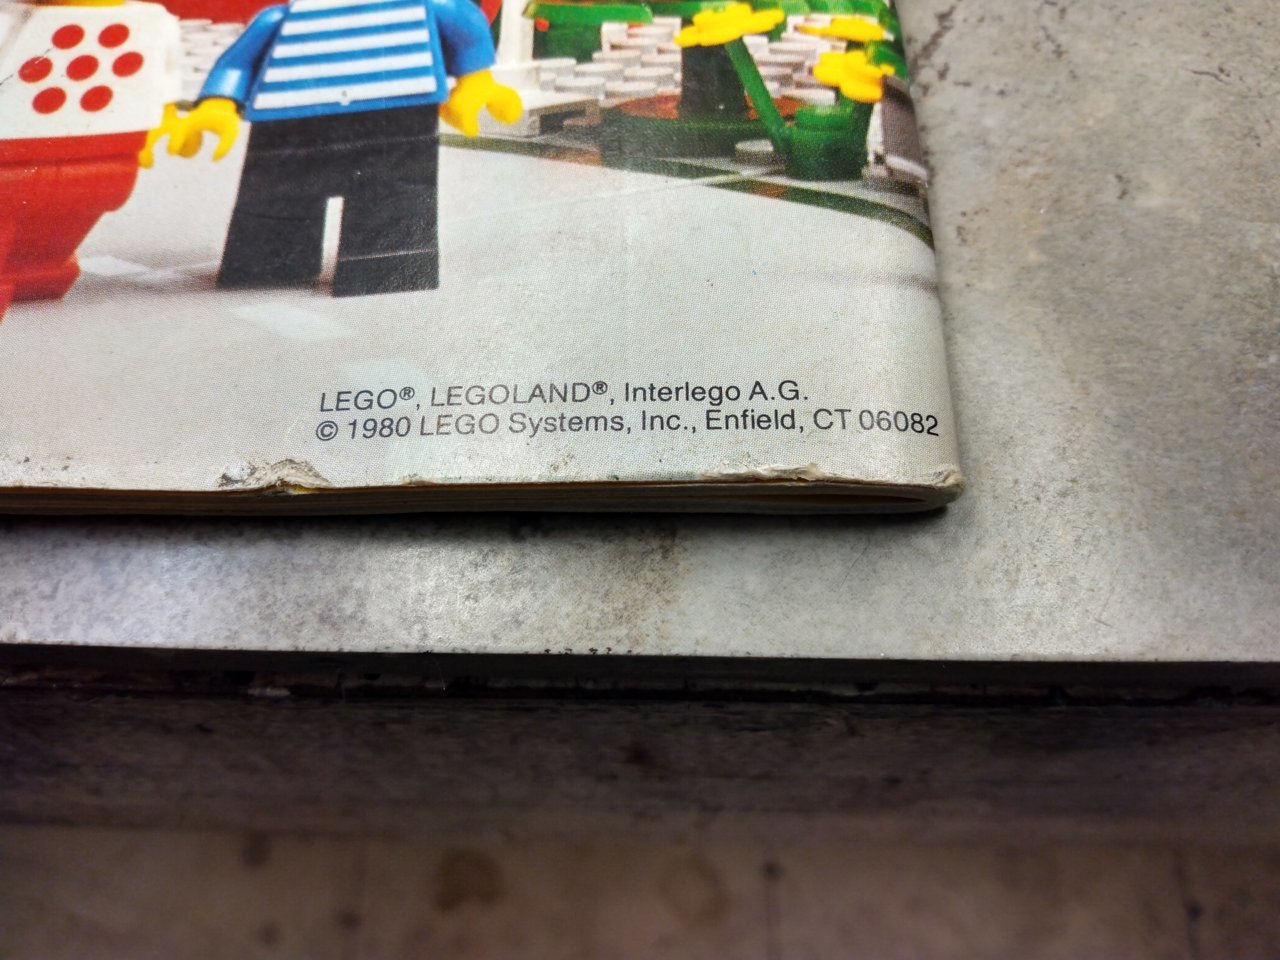 LEGO®, LEGOLAND®, Interlego A.G.
© 1980 LEGO Systems, Inc., Enfield, CT 06082